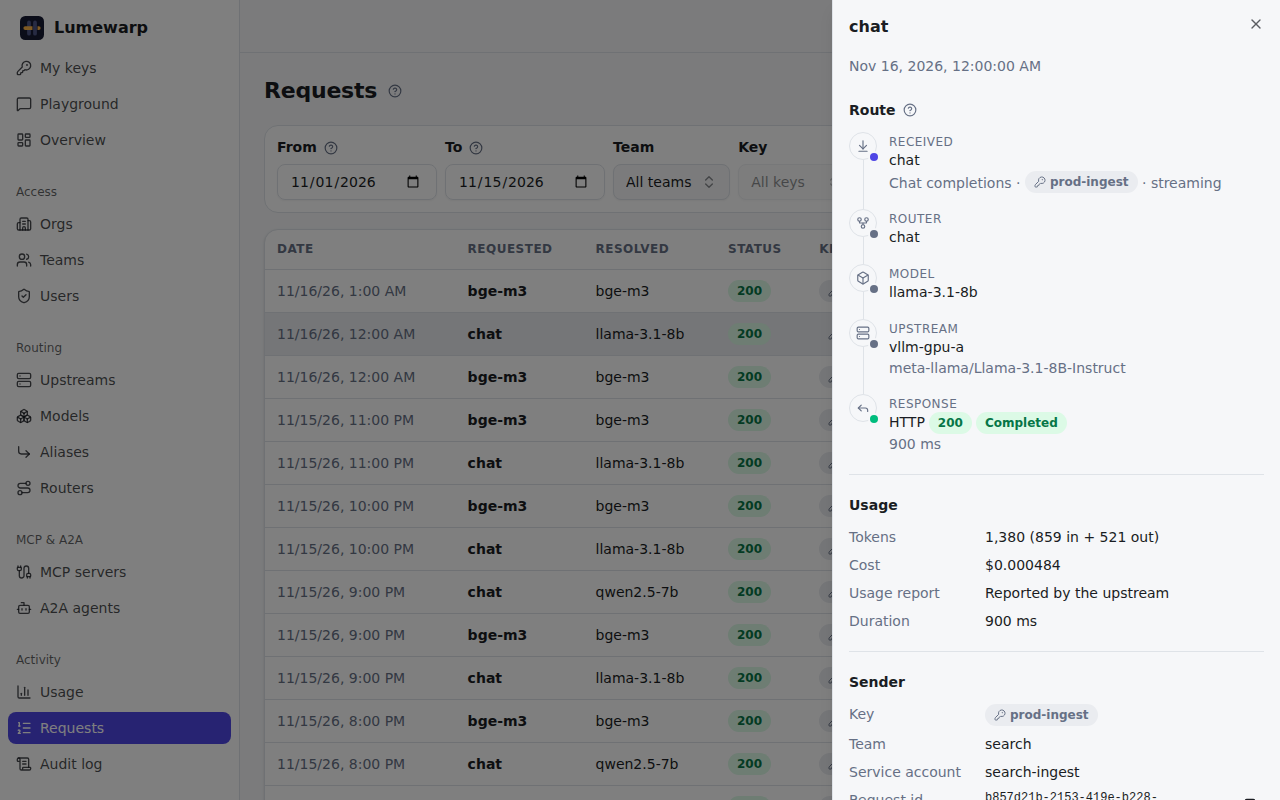 Lumewarp
My keys
Playground
Overview
Access
Orgs
Teams
Users
Routing
Upstreams
Models
Aliases
Routers
MCP & A2A
MCP servers
A2A agents
Activity
Usage
Requests
Audit log
Requests
From To Team Key
11/01/2026 11/15/2026 All teams All keys
DATE REQUESTED RESOLVED STATUS
11/16/26, 1:00 AM bge-m3 bge-m3 200
11/16/26, 12:00 AM chat llama-3.1-8b 200
11/16/26, 12:00 AM bge-m3 bge-m3 200
11/15/26, 11:00 PM bge-m3 bge-m3 200
11/15/26, 11:00 PM chat llama-3.1-8b 200
11/15/26, 10:00 PM bge-m3 bge-m3 200
11/15/26, 10:00 PM chat llama-3.1-8b 200
11/15/26, 9:00 PM chat qwen2.5-7b 200
11/15/26, 9:00 PM bge-m3 bge-m3 200
11/15/26, 9:00 PM chat llama-3.1-8b 200
11/15/26, 8:00 PM bge-m3 bge-m3 200
11/15/26, 8:00 PM chat qwen2.5-7b 200
chat
Nov 16, 2026, 12:00:00 AM
Route
RECEIVED
chat
Chat completions · prod-ingest · streaming
ROUTER
chat
MODEL
llama-3.1-8b
UPSTREAM
vllm-gpu-a
meta-llama/Llama-3.1-8B-Instruct
RESPONSE
HTTP 200 Completed
900 ms
Usage
Tokens 1,380 (859 in + 521 out)
Cost $0.000484
Usage report Reported by the upstream
Duration 900 ms
Sender
Key prod-ingest
Team search
Service account search-ingest
Request id b857d21b-2153-419e-b228-